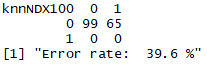 knnNDX100  0  1
         0 99 65
         1  0  0
[1] "Error rate:  39.6 %"